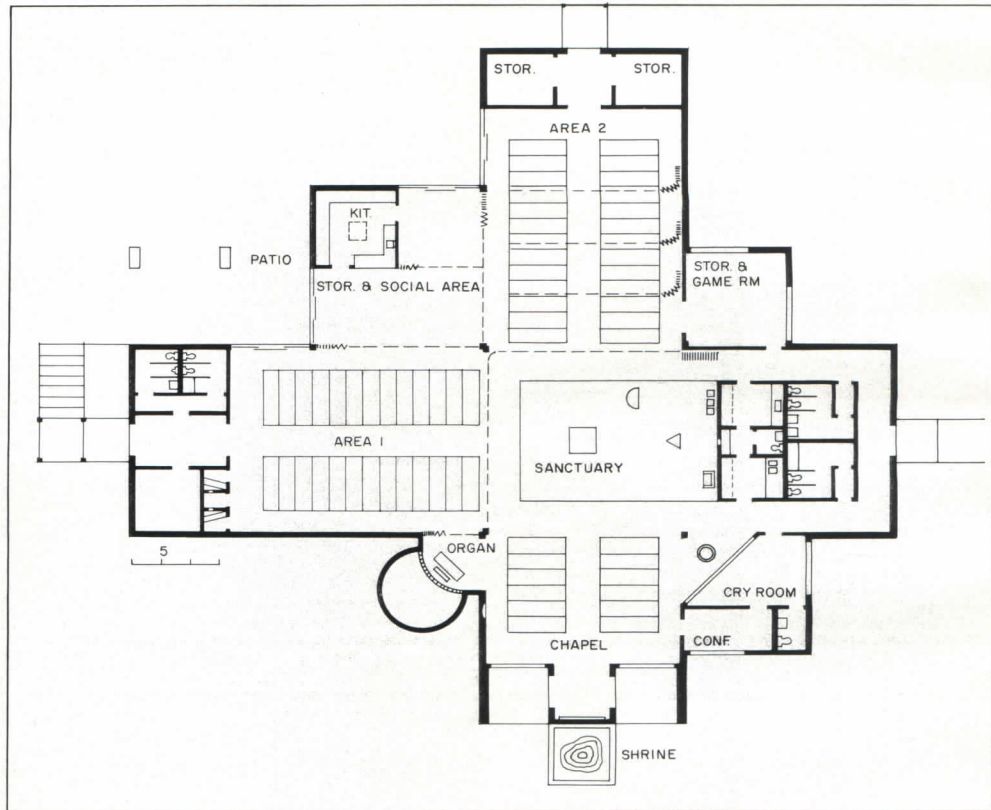 STOR.
STOR.
AREA 2
KIT.
PATIO
STOR. & SOCIAL AREA
STOR. &
GAME RM
AREA I
SANCTUARY
5
ORGAN
CRY ROOM
CONF.
CHAPEL
SHRINE